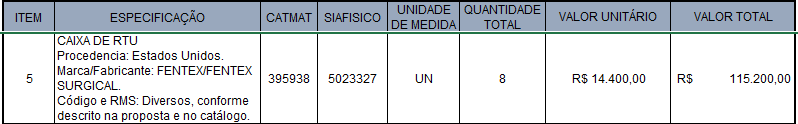 ITEM ESPECIFICAÇÃO CATMAT SIAFISICO UNIDADE DE MEDIDA QUANTIDADE TOTAL VALOR UNITÁRIO VALOR TOTAL
CAIXA DE RTU
Procedencia: Estados Unidos.
Marca/Fabricante: FENTEX/FENTEX
SURGICAL.
Código e RMS: Diversos, conforme
descrito na proposta e no catálogo.
5 395938 5023327 UN 8 R$ 14.400,00 R$ 115.200,00